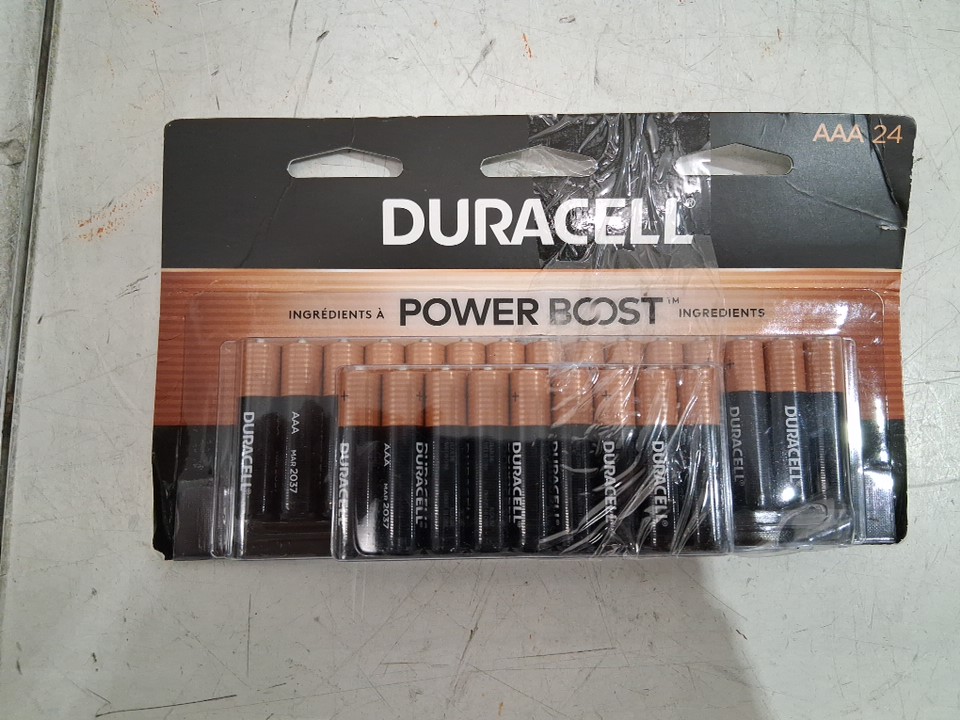 AAA 24
DURACELL®
INGRÉDIENTS À POWER BOOST™ INGREDIENTS
DURACELL
AAA
MAR 2037
DURACELL
DURACELL
DURACELL
AAA
MAR 2037
DURACELL
DURACELL
DURACELL
DURACELL
DURACELL